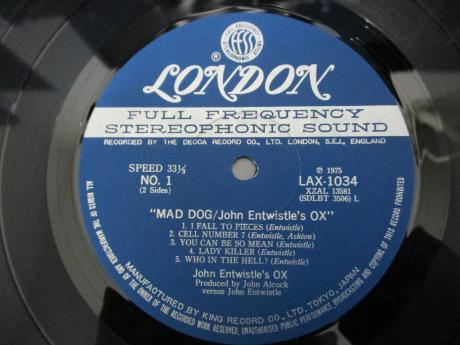 FULL FREQUENCY RANGE RECORDING
STEREOPHONIC
®
LONDON
FULL FREQUENCY
STEREOPHONIC SOUND
RECORDED BY THE DECCA RECORD CO., LTD. LONDON, S.E.I., ENGLAND
SPEED 33⅓
NO. 1
(2 Sides)
℗ 1975
LAX-1034
XZAL 13581
(SDLBT 3506) L
"MAD DOG/John Entwistle's OX"
1. I FALL TO PIECES (Entwistle)
2. CELL NUMBER 7 (Entwistle, Ashton)
3. YOU CAN BE SO MEAN (Entwistle)
4. LADY KILLER (Entwistle)
5. WHO IN THE HELL? (Entwistle)
John Entwistle's OX
Produced by John Alcock
versus John Entwistle
MANUFACTURED BY KING RECORD CO., LTD, TOKYO, JAPAN
ALL RIGHTS OF THE MANUFACTURER AND OF THE OWNER OF THE RECORDED WORK RESERVED, UNAUTHORISED PUBLIC PERFORMANCE, BROADCASTING AND COPYING OF THIS RECORD PROHIBITED